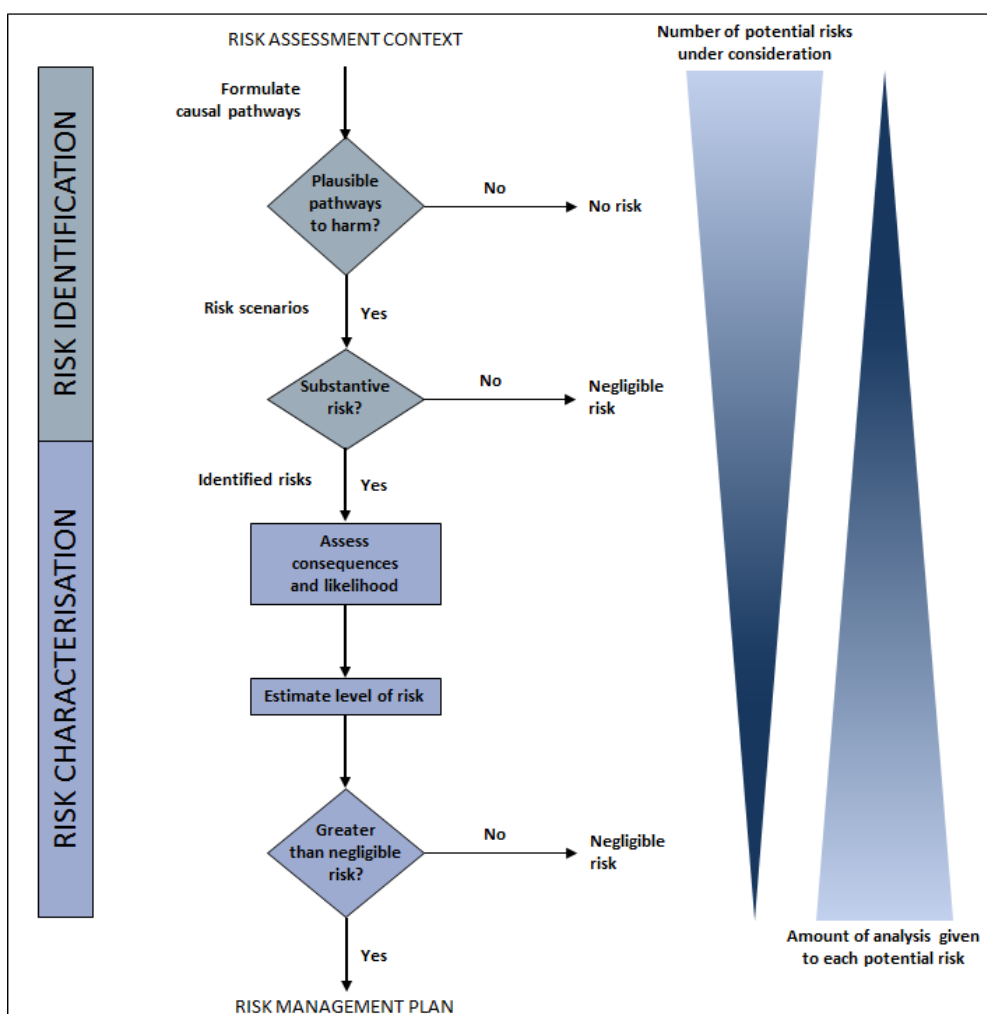 RISK ASSESSMENT CONTEXT
Number of potential risks
under consideration
RISK IDENTIFICATION
Formulate
causal pathways
Plausible
pathways
to harm?
No
No risk
Risk scenarios
Yes
Substantive
risk?
No
Negligible
risk
RISK CHARACTERISATION
Identified risks
Yes
Assess
consequences
and likelihood
Estimate level of risk
Greater
than negligible
risk?
No
Negligible
risk
Amount of analysis given
to each potential risk
Yes
RISK MANAGEMENT PLAN